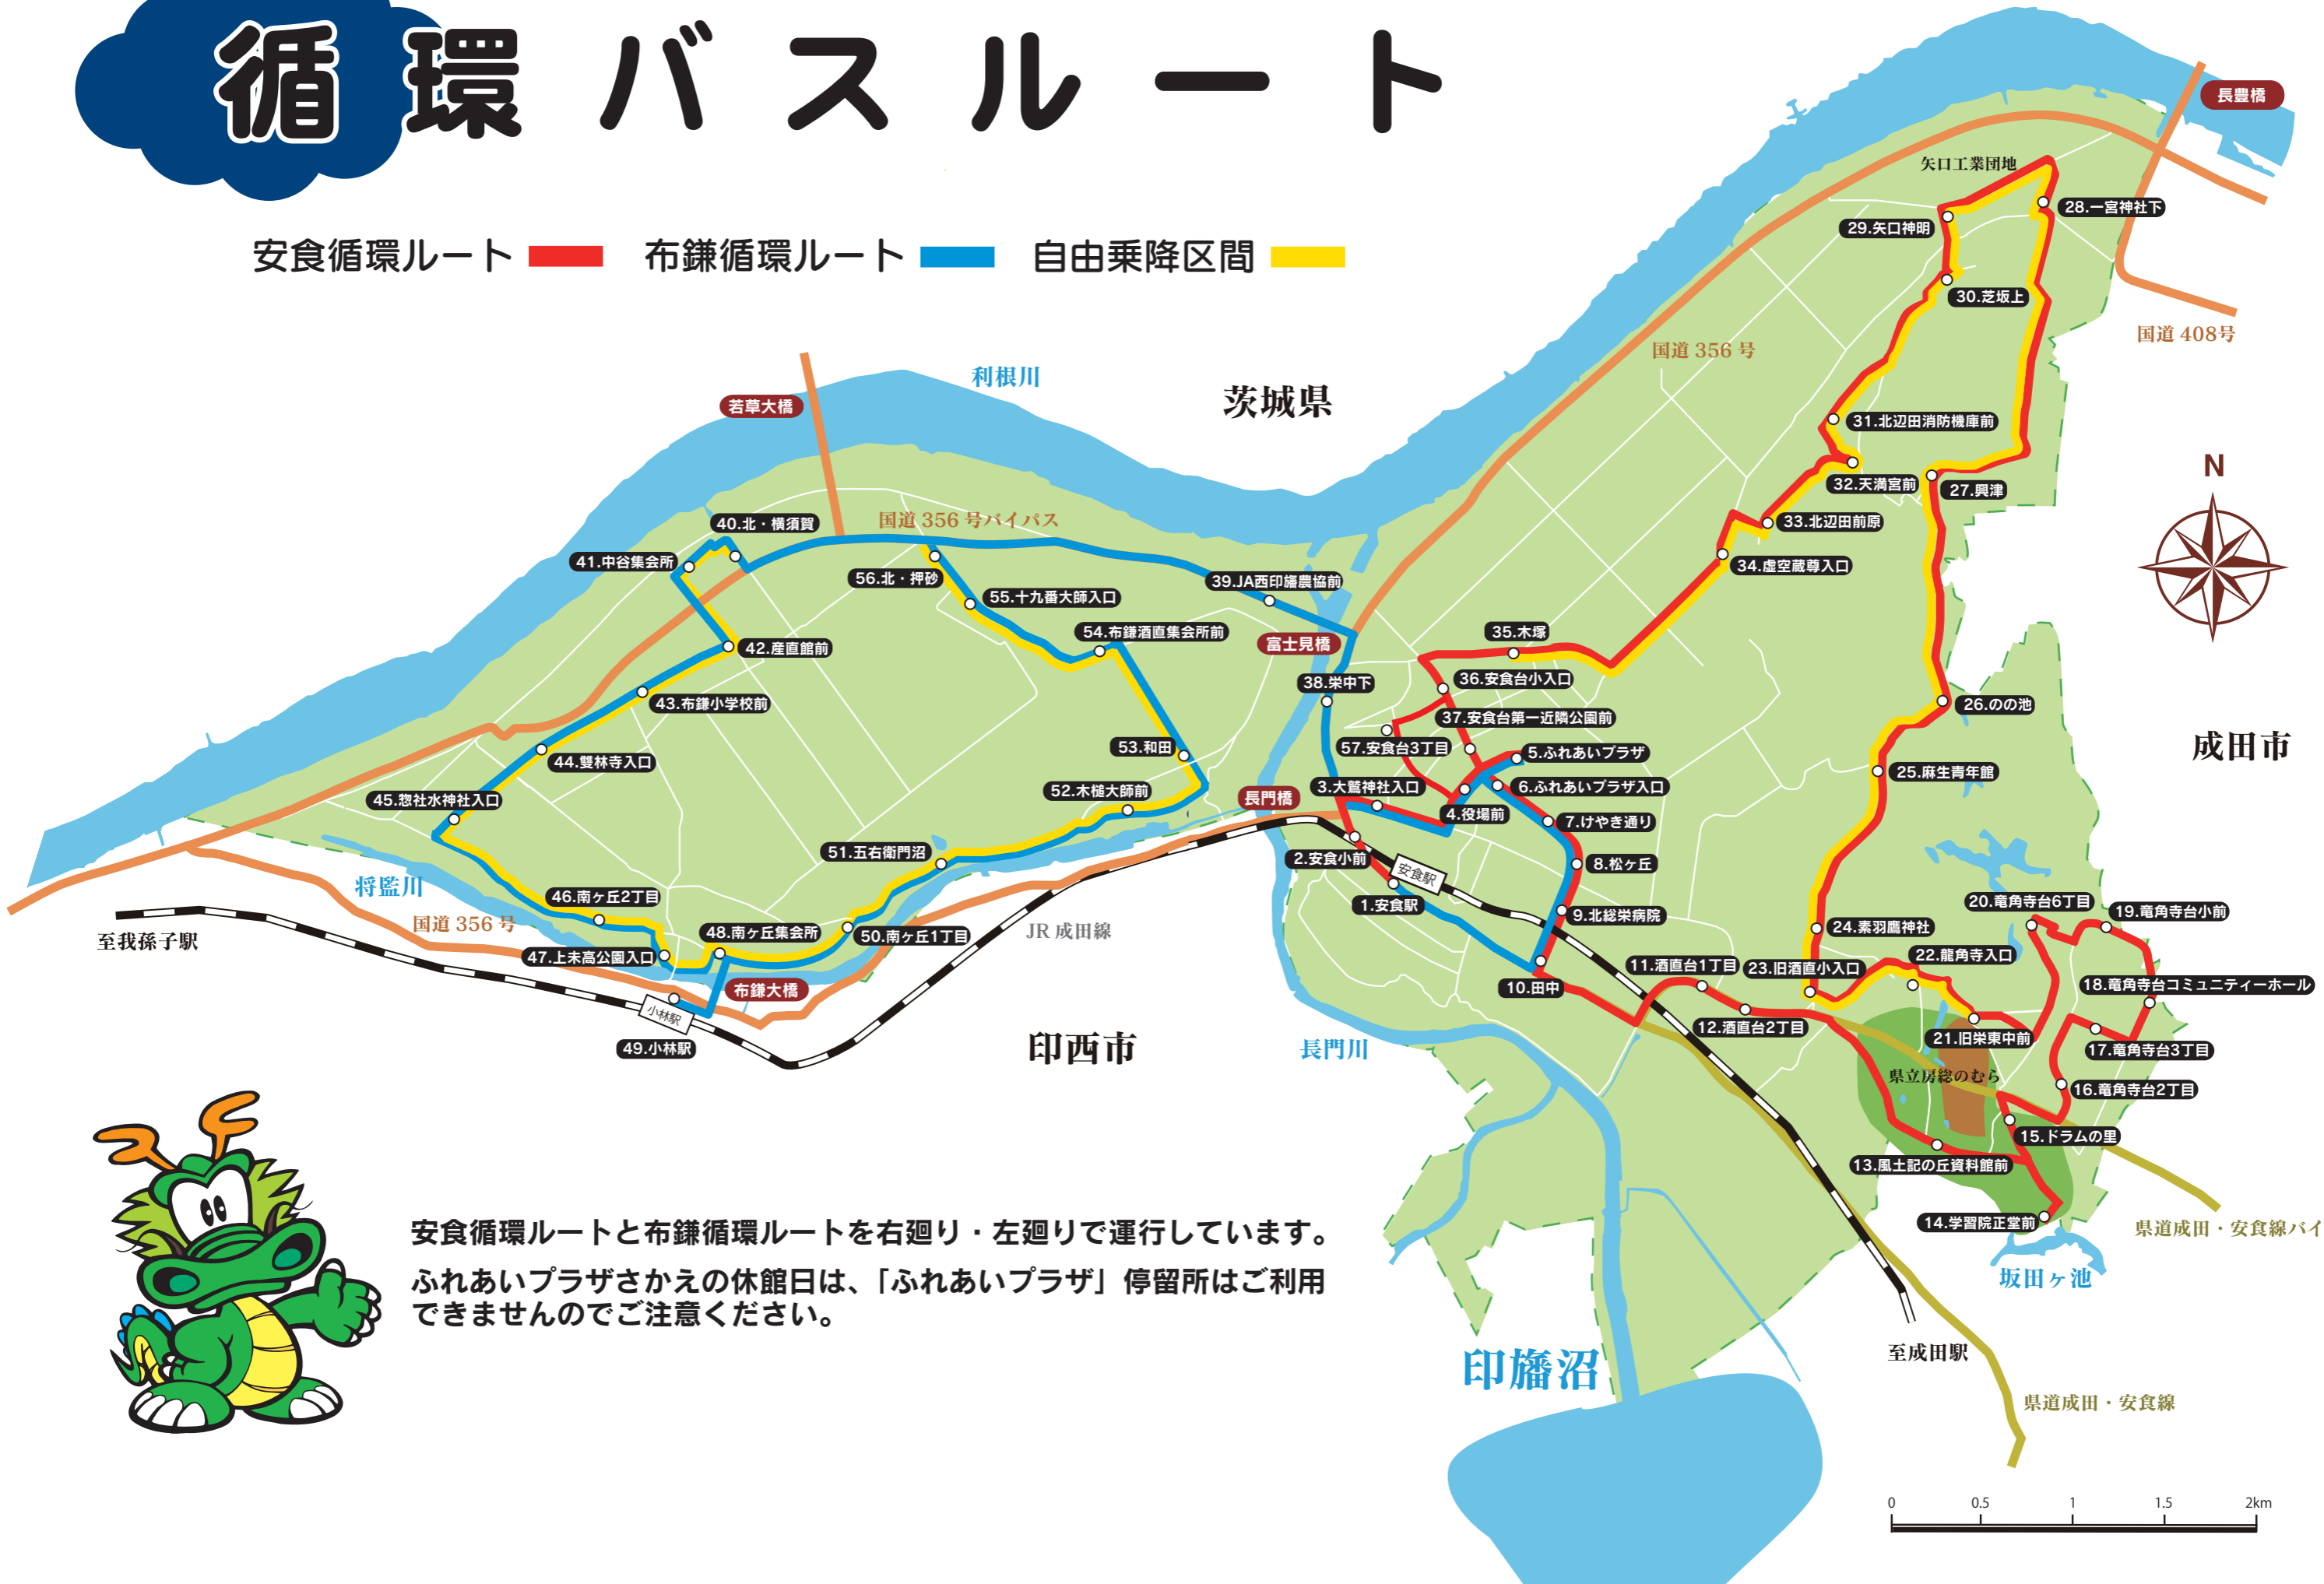 循環バスルート
安食循環ルート
布鎌循環ルート
自由乗降区間
長豊橋
矢口工業団地
28.一宮神社下
29.矢口神明
30.芝坂上
国道 408号
国道 356 号
利根川
茨城県
若草大橋
31.北辺田消防機庫前
N
32.天満宮前
27.興津
40.北・横須賀
国道 356 号バイパス
33.北辺田前原
41.中谷集会所
34.虚空蔵尊入口
56.北・押砂
39.JA西印旛農協前
55.十九番大師入口
54.布鎌酒直集会所前
35.木塚
富士見橋
42.産直館前
36.安食台小入口
38.栄中下
43.布鎌小学校前
26.のの池
37.安食台第一近隣公園前
成田市
53.和田
57.安食台3丁目
5.ふれあいプラザ
44.雙林寺入口
25.麻生青年館
3.大鷲神社入口
6.ふれあいプラザ入口
52.木槌大師前
長門橋
45.惣社水神社入口
4.役場前
7.けやき通り
51.五右衛門沼
2.安食小前
8.松ヶ丘
安食駅
将監川
46.南ヶ丘2丁目
1.安食駅
20.竜角寺台6丁目
19.竜角寺台小前
国道 356 号
9.北総栄病院
24.素羽鷹神社
JR 成田線
48.南ヶ丘集会所
50.南ヶ丘1丁目
至我孫子駅
47.上末高公園入口
22.龍角寺入口
11.酒直台1丁目
23.旧酒直小入口
18.竜角寺台コミュニティーホール
布鎌大橋
10.田中
小林駅
12.酒直台2丁目
21.旧栄東中前
49.小林駅
印西市
長門川
17.竜角寺台3丁目
県立房総のむら
16.竜角寺台2丁目
15.ドラムの里
13.風土記の丘資料館前
14.学習院正堂前
県道成田・安食線バイ
坂田ヶ池
安食循環ルートと布鎌循環ルートを右廻り・左廻りで運行しています。
ふれあいプラザさかえの休館日は、「ふれあいプラザ」停留所はご利用
できませんのでご注意ください。
至成田駅
印旛沼
県道成田・安食線
0 0.5 1 1.5 2km